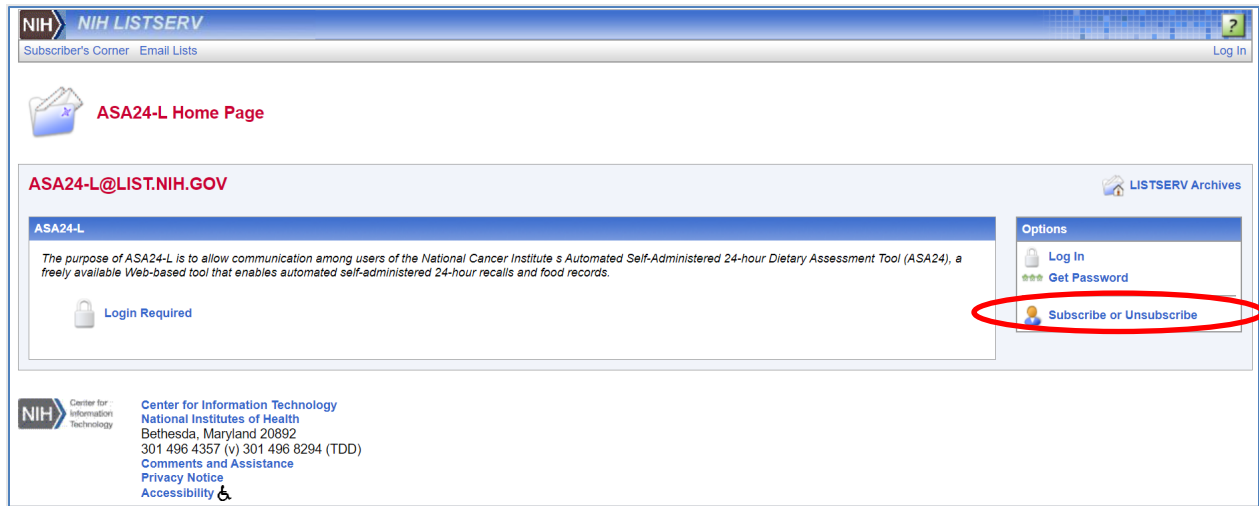 NIH NIH LISTSERV ?
Subscriber's Corner Email Lists Log In
ASA24-L Home Page
ASA24-L@LIST.NIH.GOV
LISTSERV Archives
ASA24-L
The purpose of ASA24-L is to allow communication among users of the National Cancer Institute s Automated Self-Administered 24-hour Dietary Assessment Tool (ASA24), a
freely available Web-based tool that enables automated self-administered 24-hour recalls and food records.
Login Required
Options
Log In
*** Get Password
Subscribe or Unsubscribe
NIH Center for
Information
Technology
Center for Information Technology
National Institutes of Health
Bethesda, Maryland 20892
301 496 4357 (v) 301 496 8294 (TDD)
Comments and Assistance
Privacy Notice
Accessibility